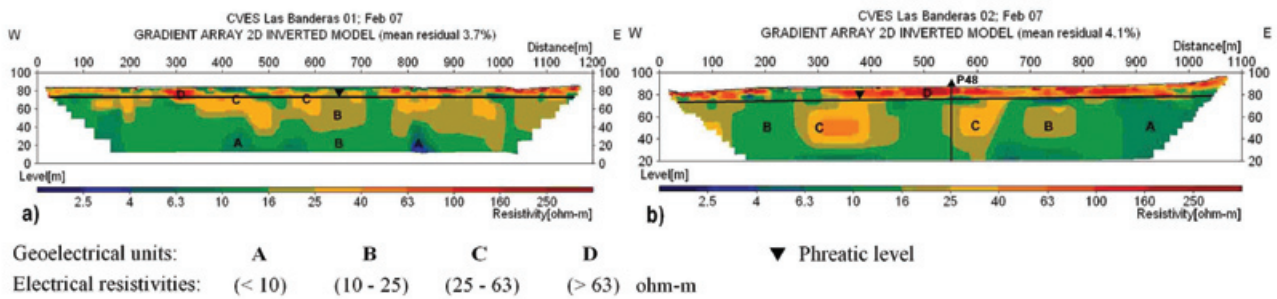 CVES Las Banderas 01; Feb 07
W GRADIENT ARRAY 2D INVERTED MODEL (mean residual 3.7%) E
Distance[m]
0 100 200 300 400 500 600 700 800 900 1000 1100 1200
100 100
80 D 80
C C
60 B 60
40 40
20 A B A 20
0 0
Level[m]
2.5 4 6.3 10 16 25 40 63 100 160 250
a) Resistivity[ohm-m]
CVES Las Banderas 02; Feb 07
W GRADIENT ARRAY 2D INVERTED MODEL (mean residual 4.1%) E
Distance[m]
0 100 200 300 400 500 600 700 800 900 1000 1100
100 P48 100
80 D 80
60 60
B C C B A
40 40
20 20
Level[m]
2.5 4 6.3 10 16 25 40 63 100 160 250
b) Resistivity[ohm-m]
Geoelectrical units: A B C D
Phreatic level
Electrical resistivities: (< 10) (10 - 25) (25 - 63) (> 63) ohm-m